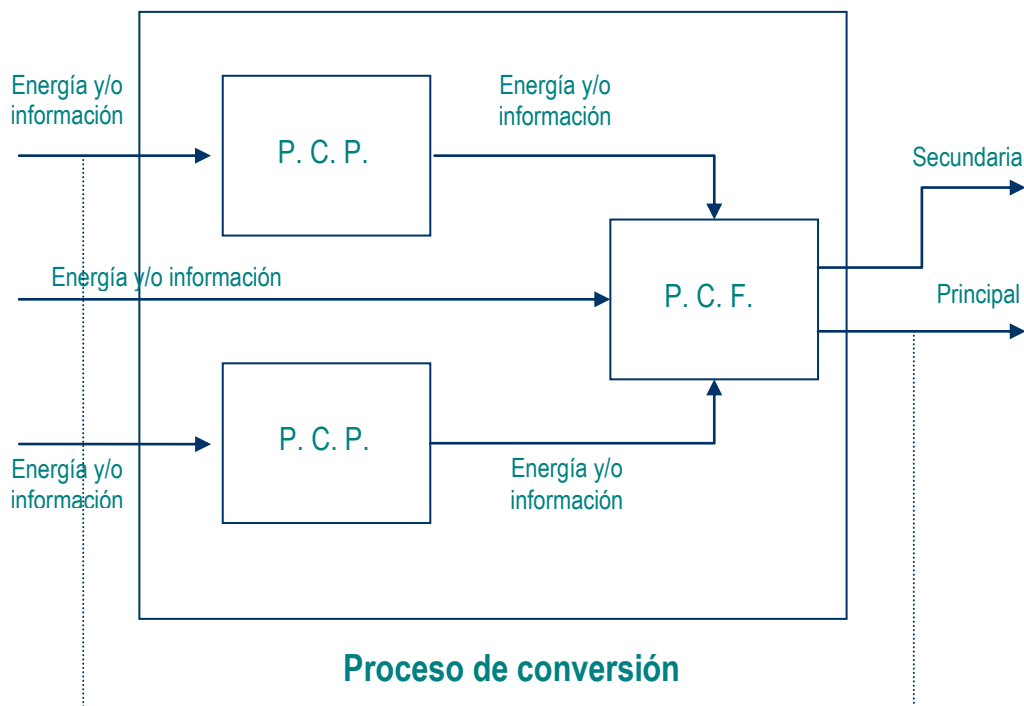 Energía y/o
información
Energía y/o
información
P. C. P.
Secundaria
Energía y/o información
P. C. F.
Principal
P. C. P.
Energía y/o
información
Energía y/o
información
Proceso de conversión